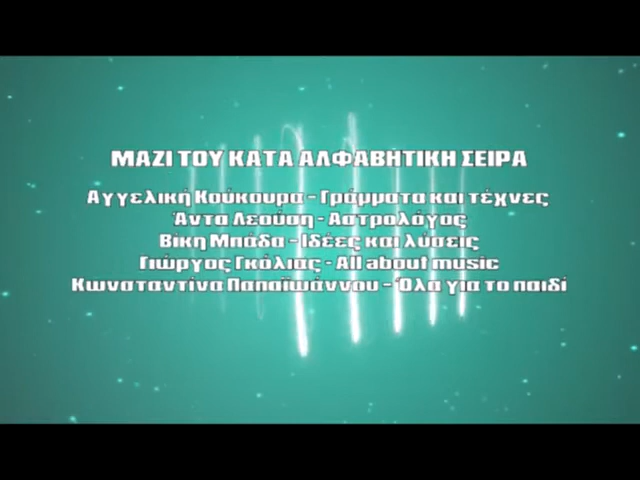 ΜΑΖΙ ΤΟΥ ΚΑΤΑ ΑΛΦΑΒΗΤΙΚΗ ΣΕΙΡΑ
Αγγελική Κούκουρα - Γράμματα και τέχνες
Άντα Λεούση - Αστρολόγος
Βίκη Μπάδα - Ιδέες και λύσεις
Γιώργος Γκόλιας - All about music
Κωνσταντίνα Παπαϊωάννου - Όλα για το παιδί